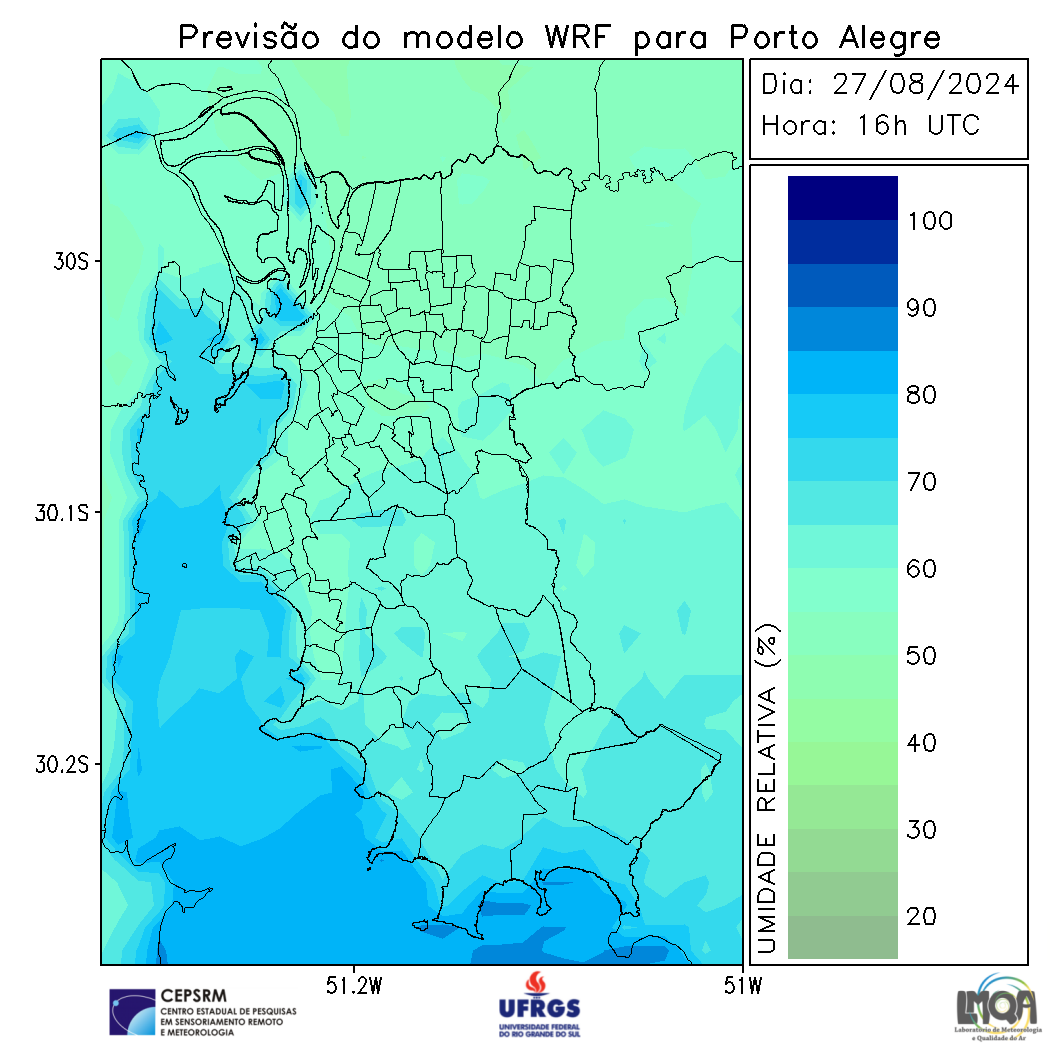 Previsão do modelo WRF para Porto Alegre
Dia: 27/08/2024
Hora: 16h UTC
30S
30.1S
30.2S
51.2W
51W
UMIDADE RELATIVA (%)
100
90
80
70
60
50
40
30
20
CEPSRM
CENTRO ESTADUAL DE PESQUISAS
EM SENSORIAMENTO REMOTO
E METEOROLOGIA
UFRGS
UNIVERSIDADE FEDERAL
DO RIO GRANDE DO SUL
LMQA
Laboratório de Meteorologia
e Qualidade do Ar